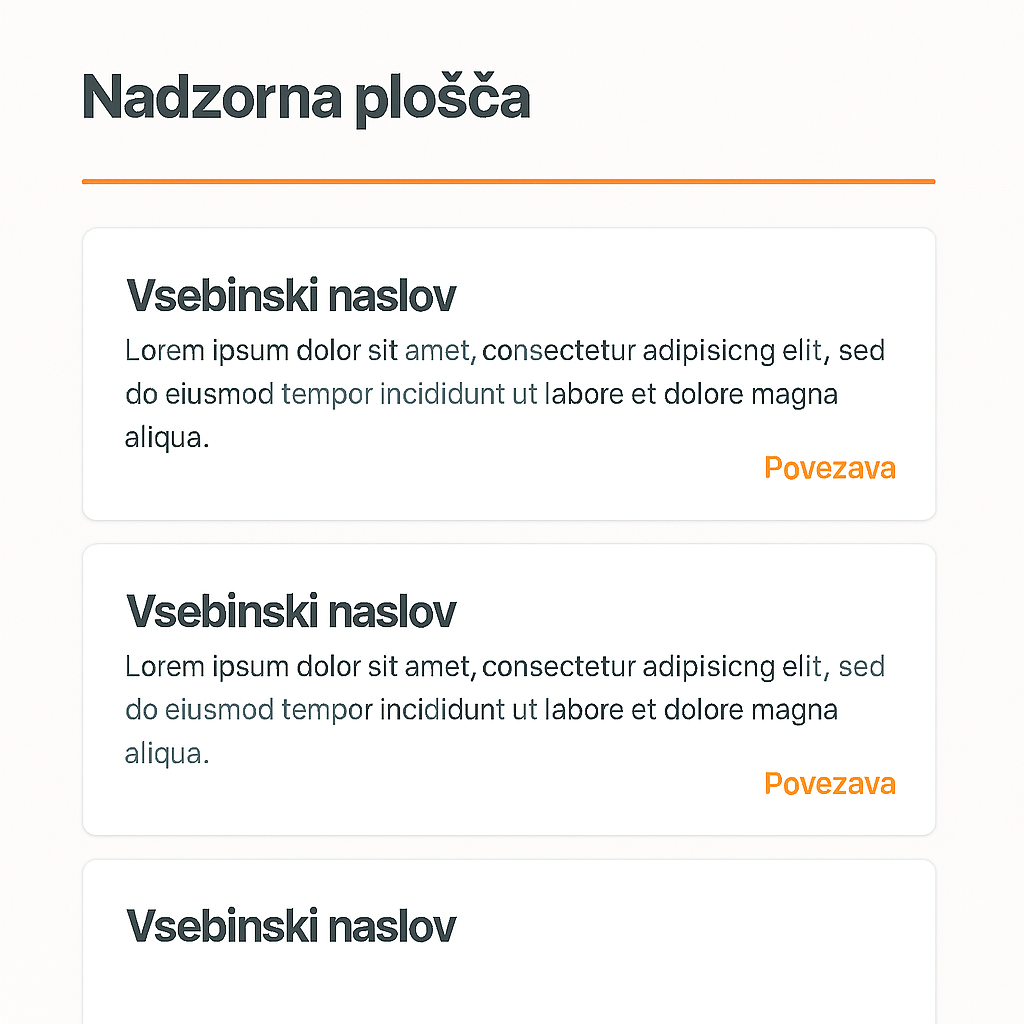 Nadzorna plošča
Vsebinski naslov
Lorem ipsum dolor sit amet, consectetur adipisicng elit, sed
do eiusmod tempor incididunt ut labore et dolore magna
aliqua.
Povezava
Vsebinski naslov
Lorem ipsum dolor sit amet, consectetur adipisicng elit, sed
do eiusmod tempor incididunt ut labore et dolore magna
aliqua.
Povezava
Vsebinski naslov